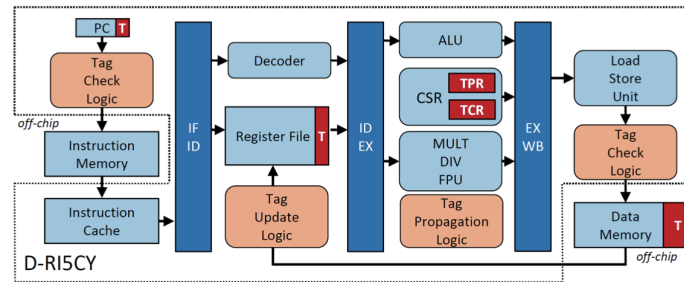 PC T
Tag
Check
Logic
off-chip
Instruction
Memory
Instruction
Cache
D-RI5CY
IF
ID
Decoder
Register File T
Tag
Update
Logic
ID
EX
ALU
CSR
TPR
TCR
MULT
DIV
FPU
Tag
Propagation
Logic
EX
WB
Load
Store
Unit
Tag
Check
Logic
Data
Memory
T
off-chip